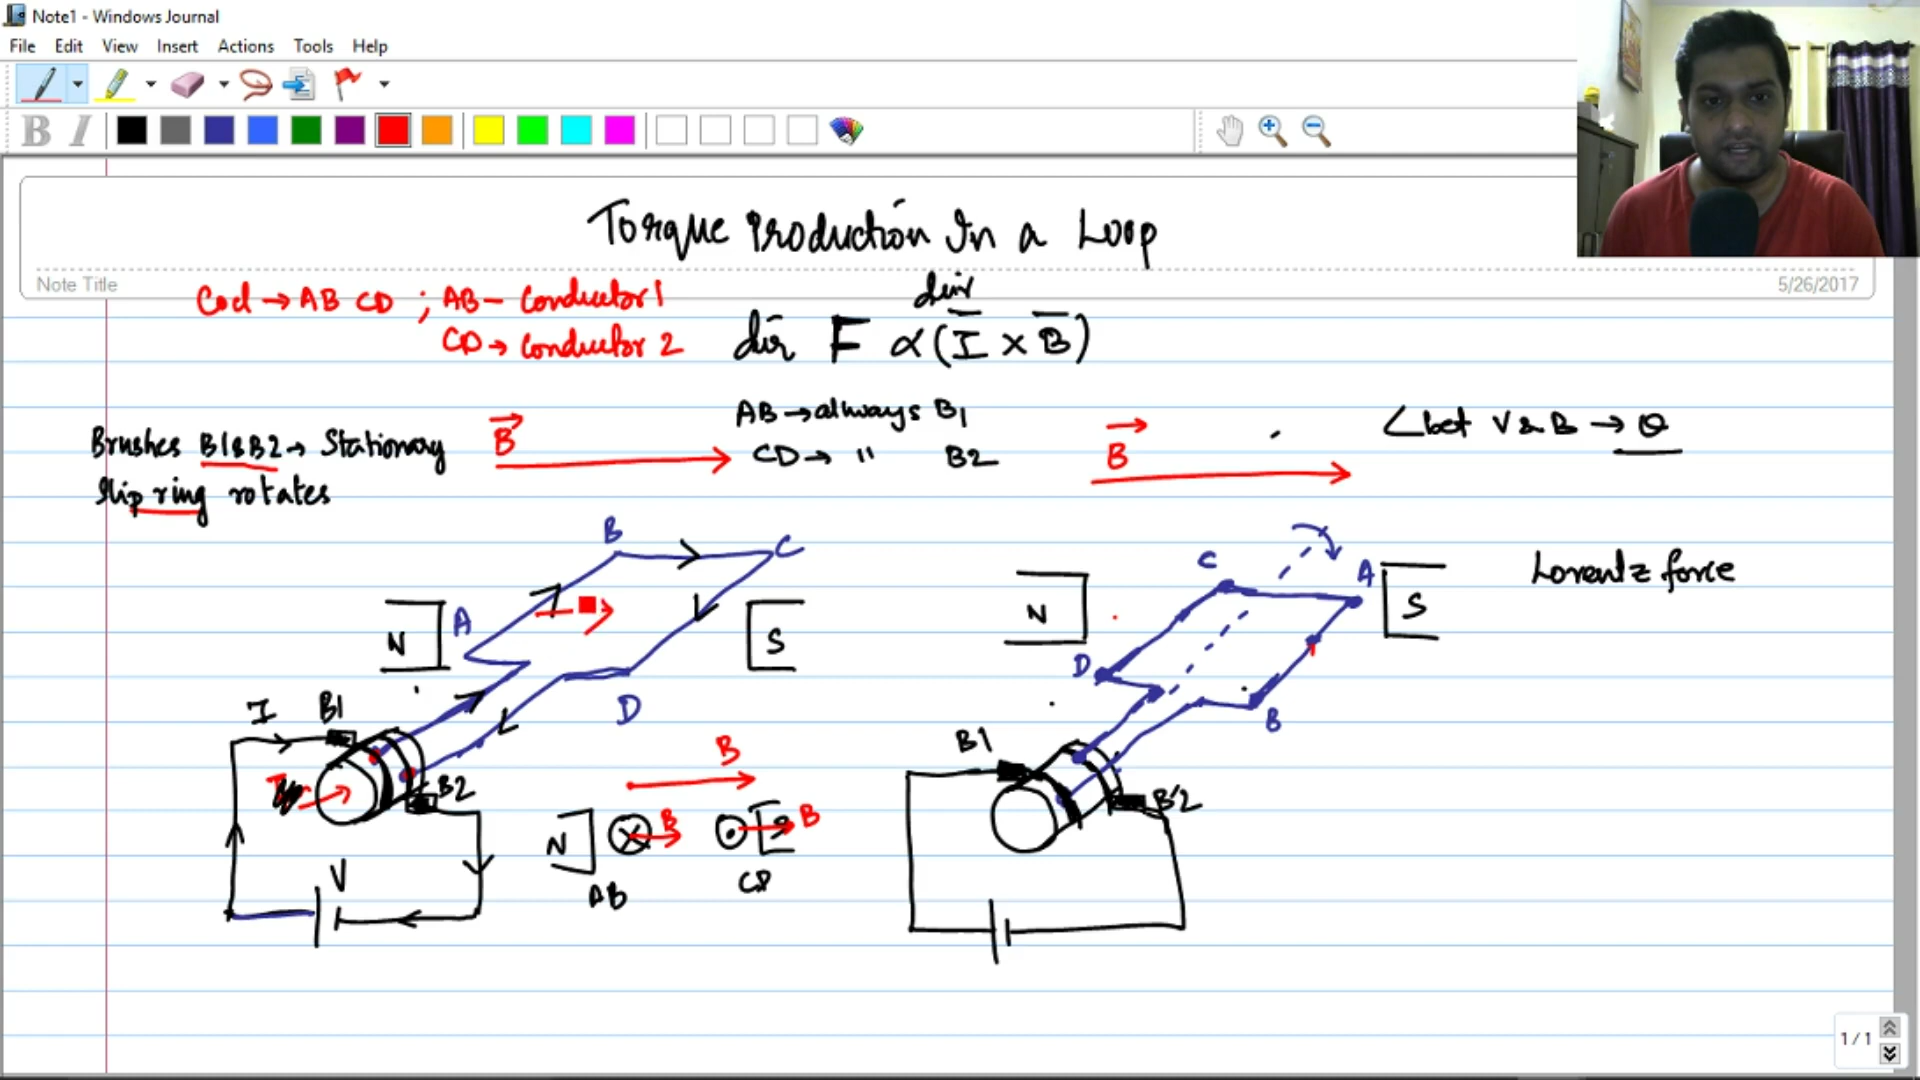 Note1 - Windows Journal
File Edit View Insert Actions Tools Help
B I
Torque Production In a Loop
Note Title
5/26/2017
Coil → AB CD ; AB - Conductor 1
CD → Conductor 2
dir
dir F ∝ (I × B)
AB → always B1
CD → " B2
Brushes B1&B2 → Stationary
Slip ring rotates
B
B
∠bet V & B → θ
Lorentz force
B C
A
N
S
D
I B1
B2
V
B
N B B
AB CD
C A
N S
D
B
B1
B2
1 / 1